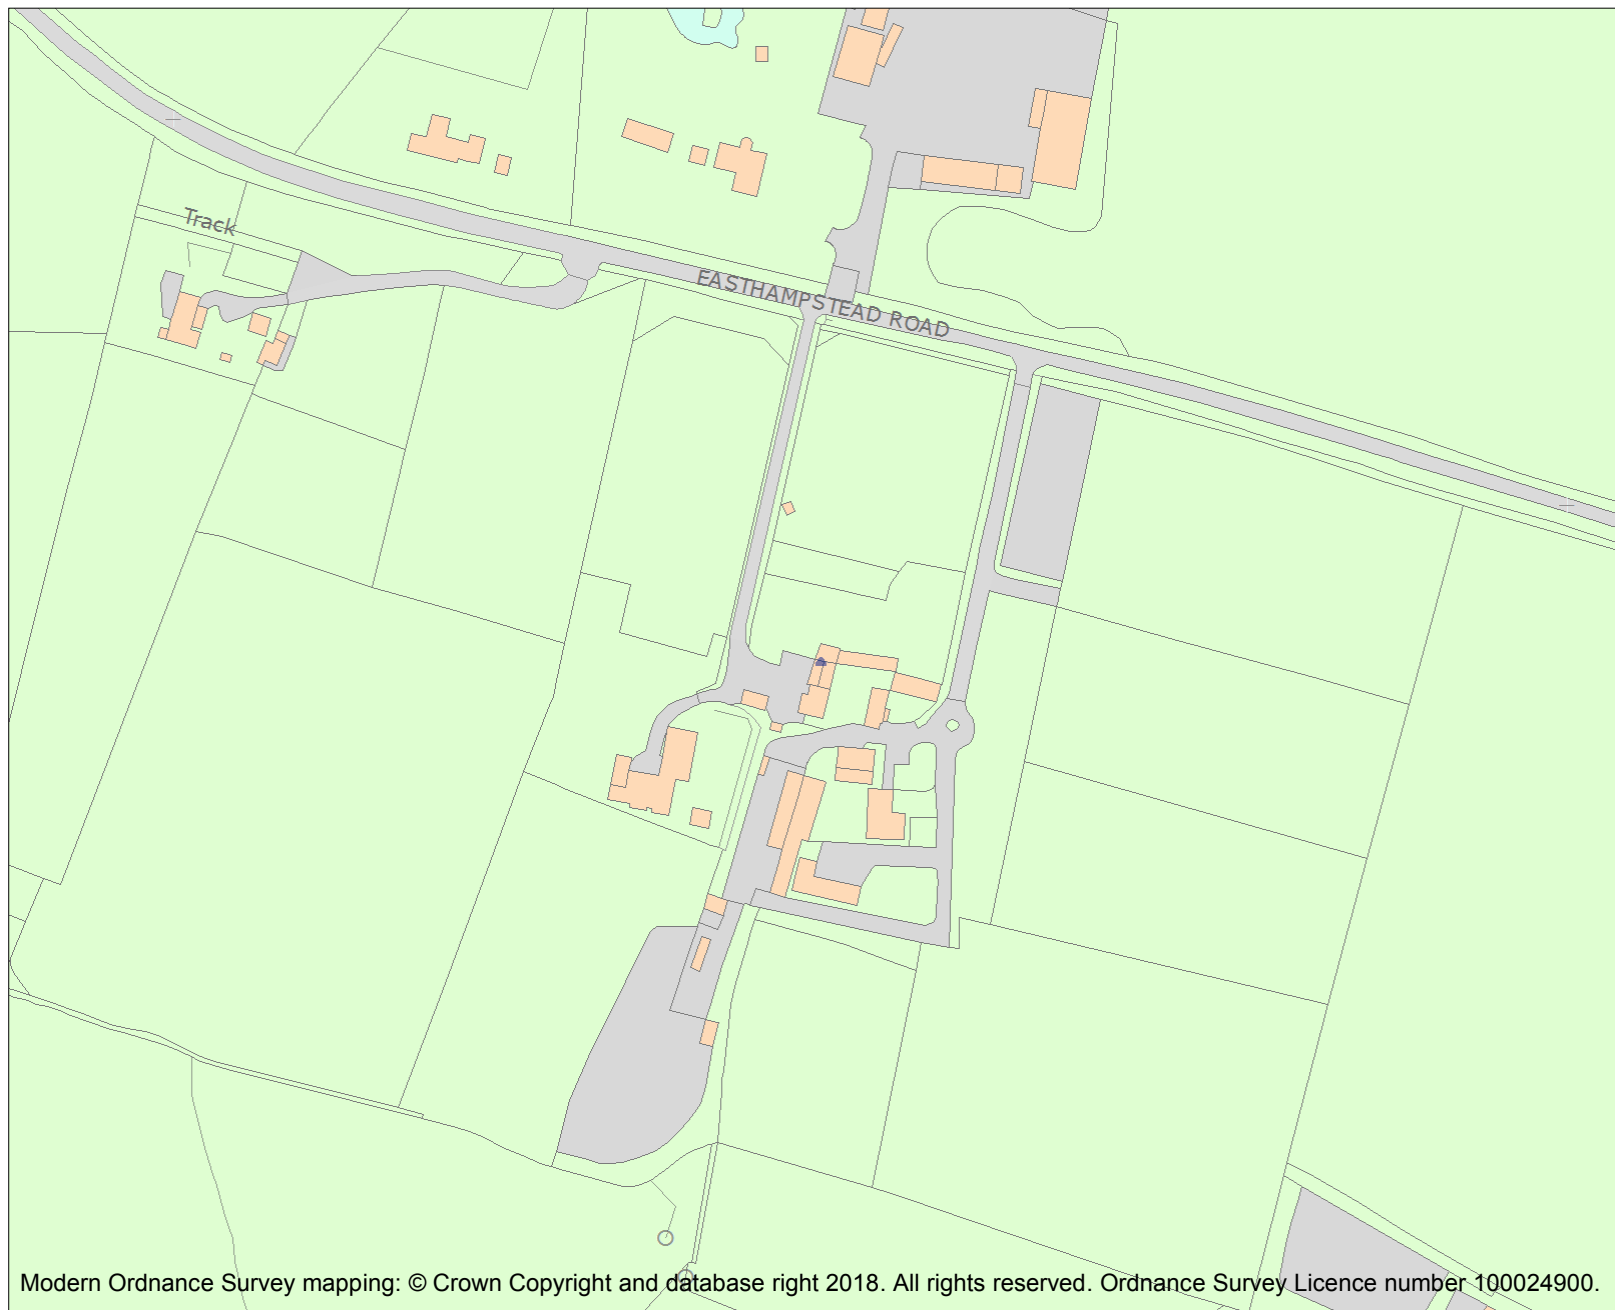 Track
EASTHAMPSTEAD ROAD
Modern Ordnance Survey mapping: © Crown Copyright and database right 2018. All rights reserved. Ordnance Survey Licence number 100024900.